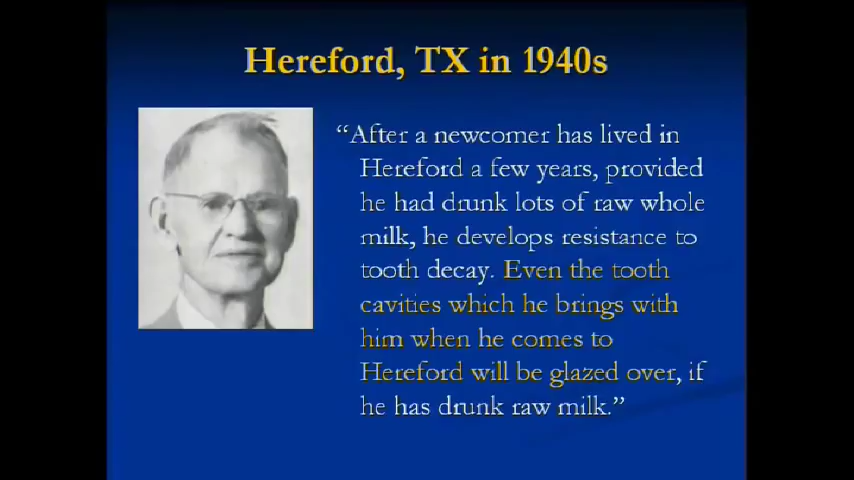 Hereford, TX in 1940s
“After a newcomer has lived in
Hereford a few years, provided
he had drunk lots of raw whole
milk, he develops resistance to
tooth decay. Even the tooth
cavities which he brings with
him when he comes to
Hereford will be glazed over, if
he has drunk raw milk.”